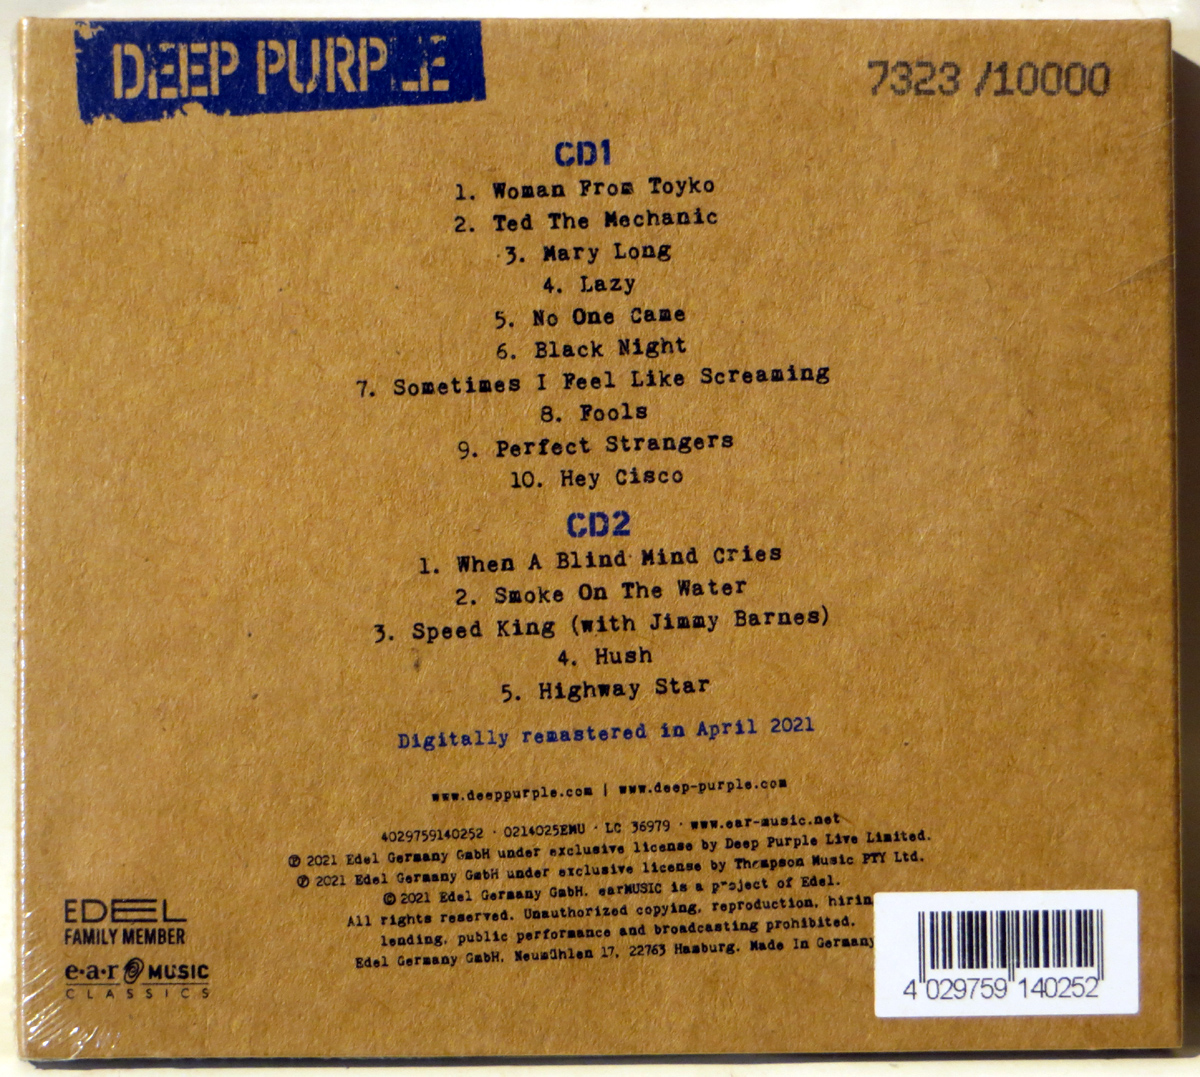 DEEP PURPLE
7323 /10000
CD1
1. Woman From Toyko
2. Ted The Mechanic
3. Mary Long
4. Lazy
5. No One Came
6. Black Night
7. Sometimes I Feel Like Screaming
8. Fools
9. Perfect Strangers
10. Hey Cisco
CD2
1. When A Blind Mind Cries
2. Smoke On The Water
3. Speed King (with Jimmy Barnes)
4. Hush
5. Highway Star
Digitally remastered in April 2021
www.deeppurple.com | www.deep-purple.com
4029759140252 · 0214025EMU · LC 36979 · www.ear-music.net
℗ 2021 Edel Germany GmbH under exclusive license by Deep Purple Live Limited.
℗ 2021 Edel Germany GmbH under exclusive license by Thompson Music PTY Ltd.
© 2021 Edel Germany GmbH. earMUSIC is a project of Edel.
All rights reserved. Unauthorized copying, reproduction, hirin
lending, public performance and broadcasting prohibited.
Edel Germany GmbH, Neumühlen 17, 22763 Hamburg. Made In Germany
EDEL
FAMILY MEMBER
e·a·r MUSIC
CLASSICS
4 029759 140252